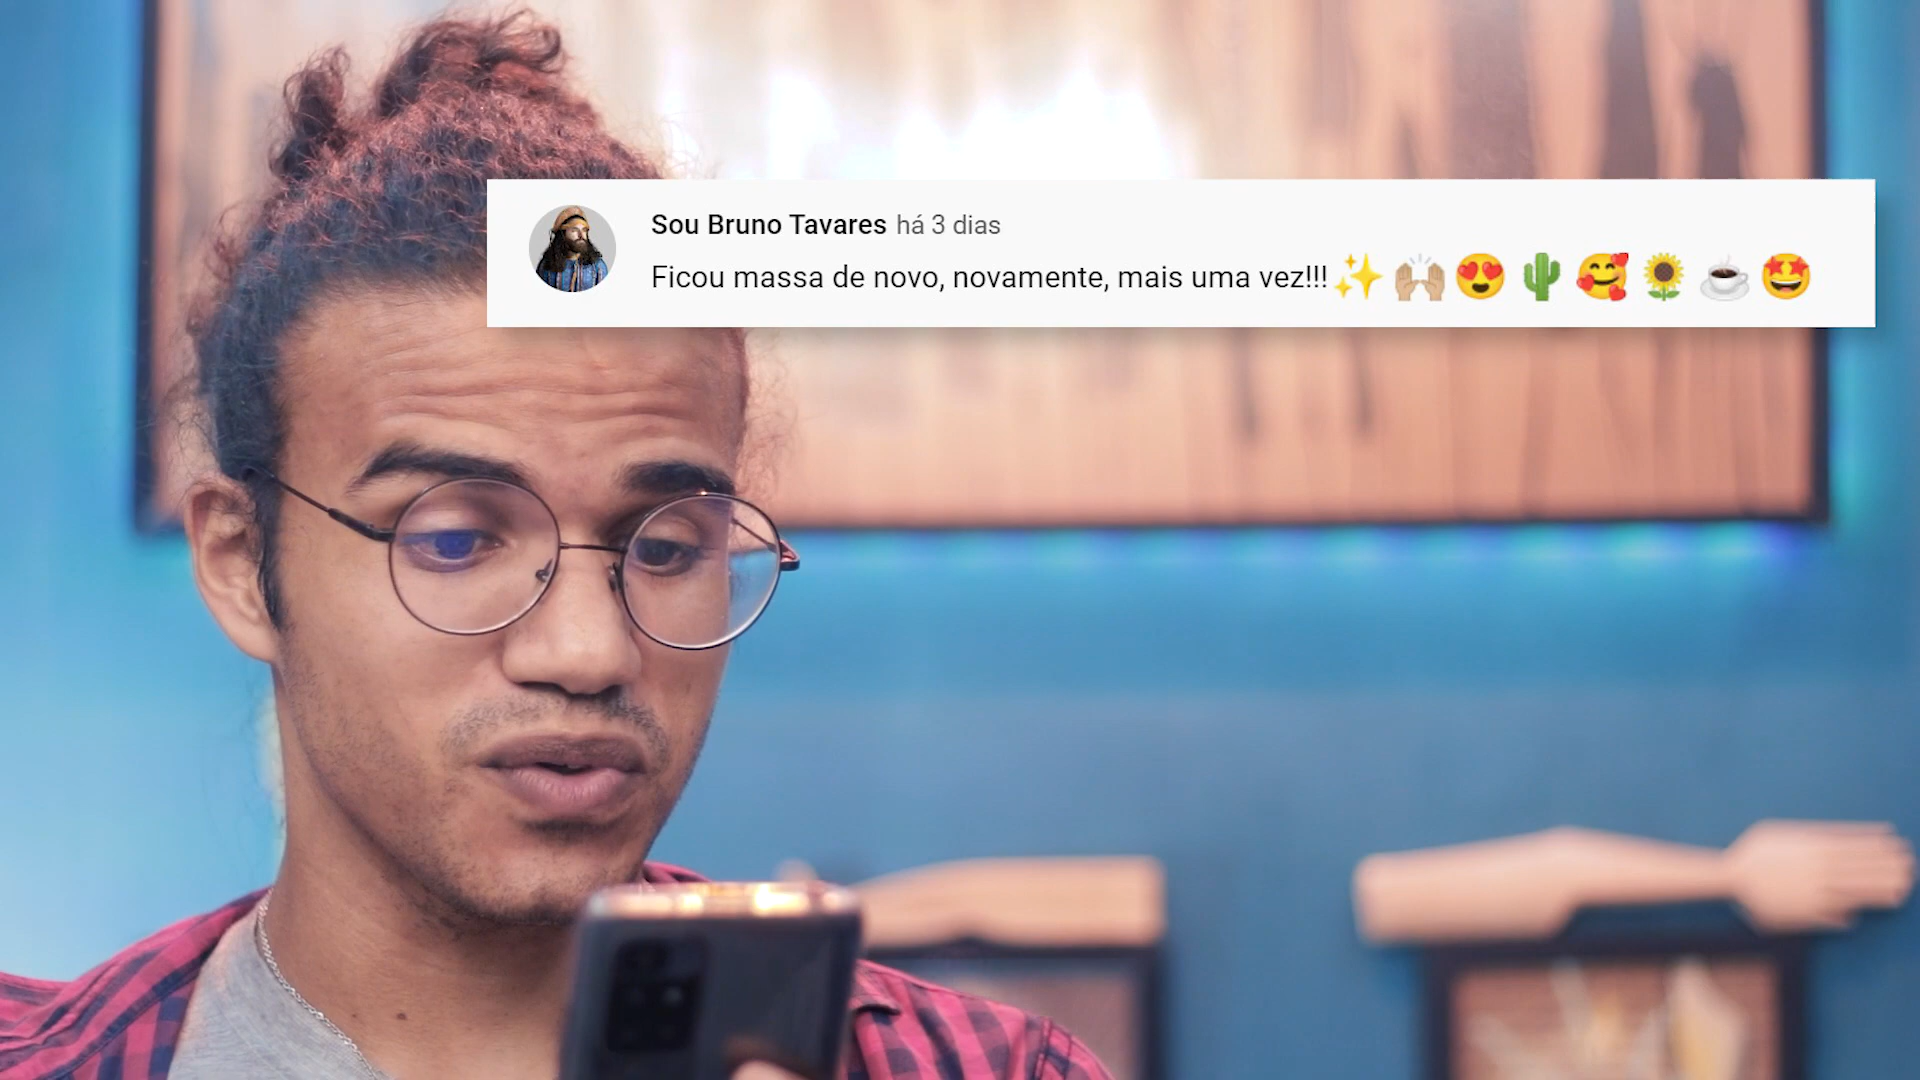 Sou Bruno Tavares há 3 dias
Ficou massa de novo, novamente, mais uma vez!!!✨ 🙌🏼 😍 🌵 🥰 🌻 ☕ 🤩